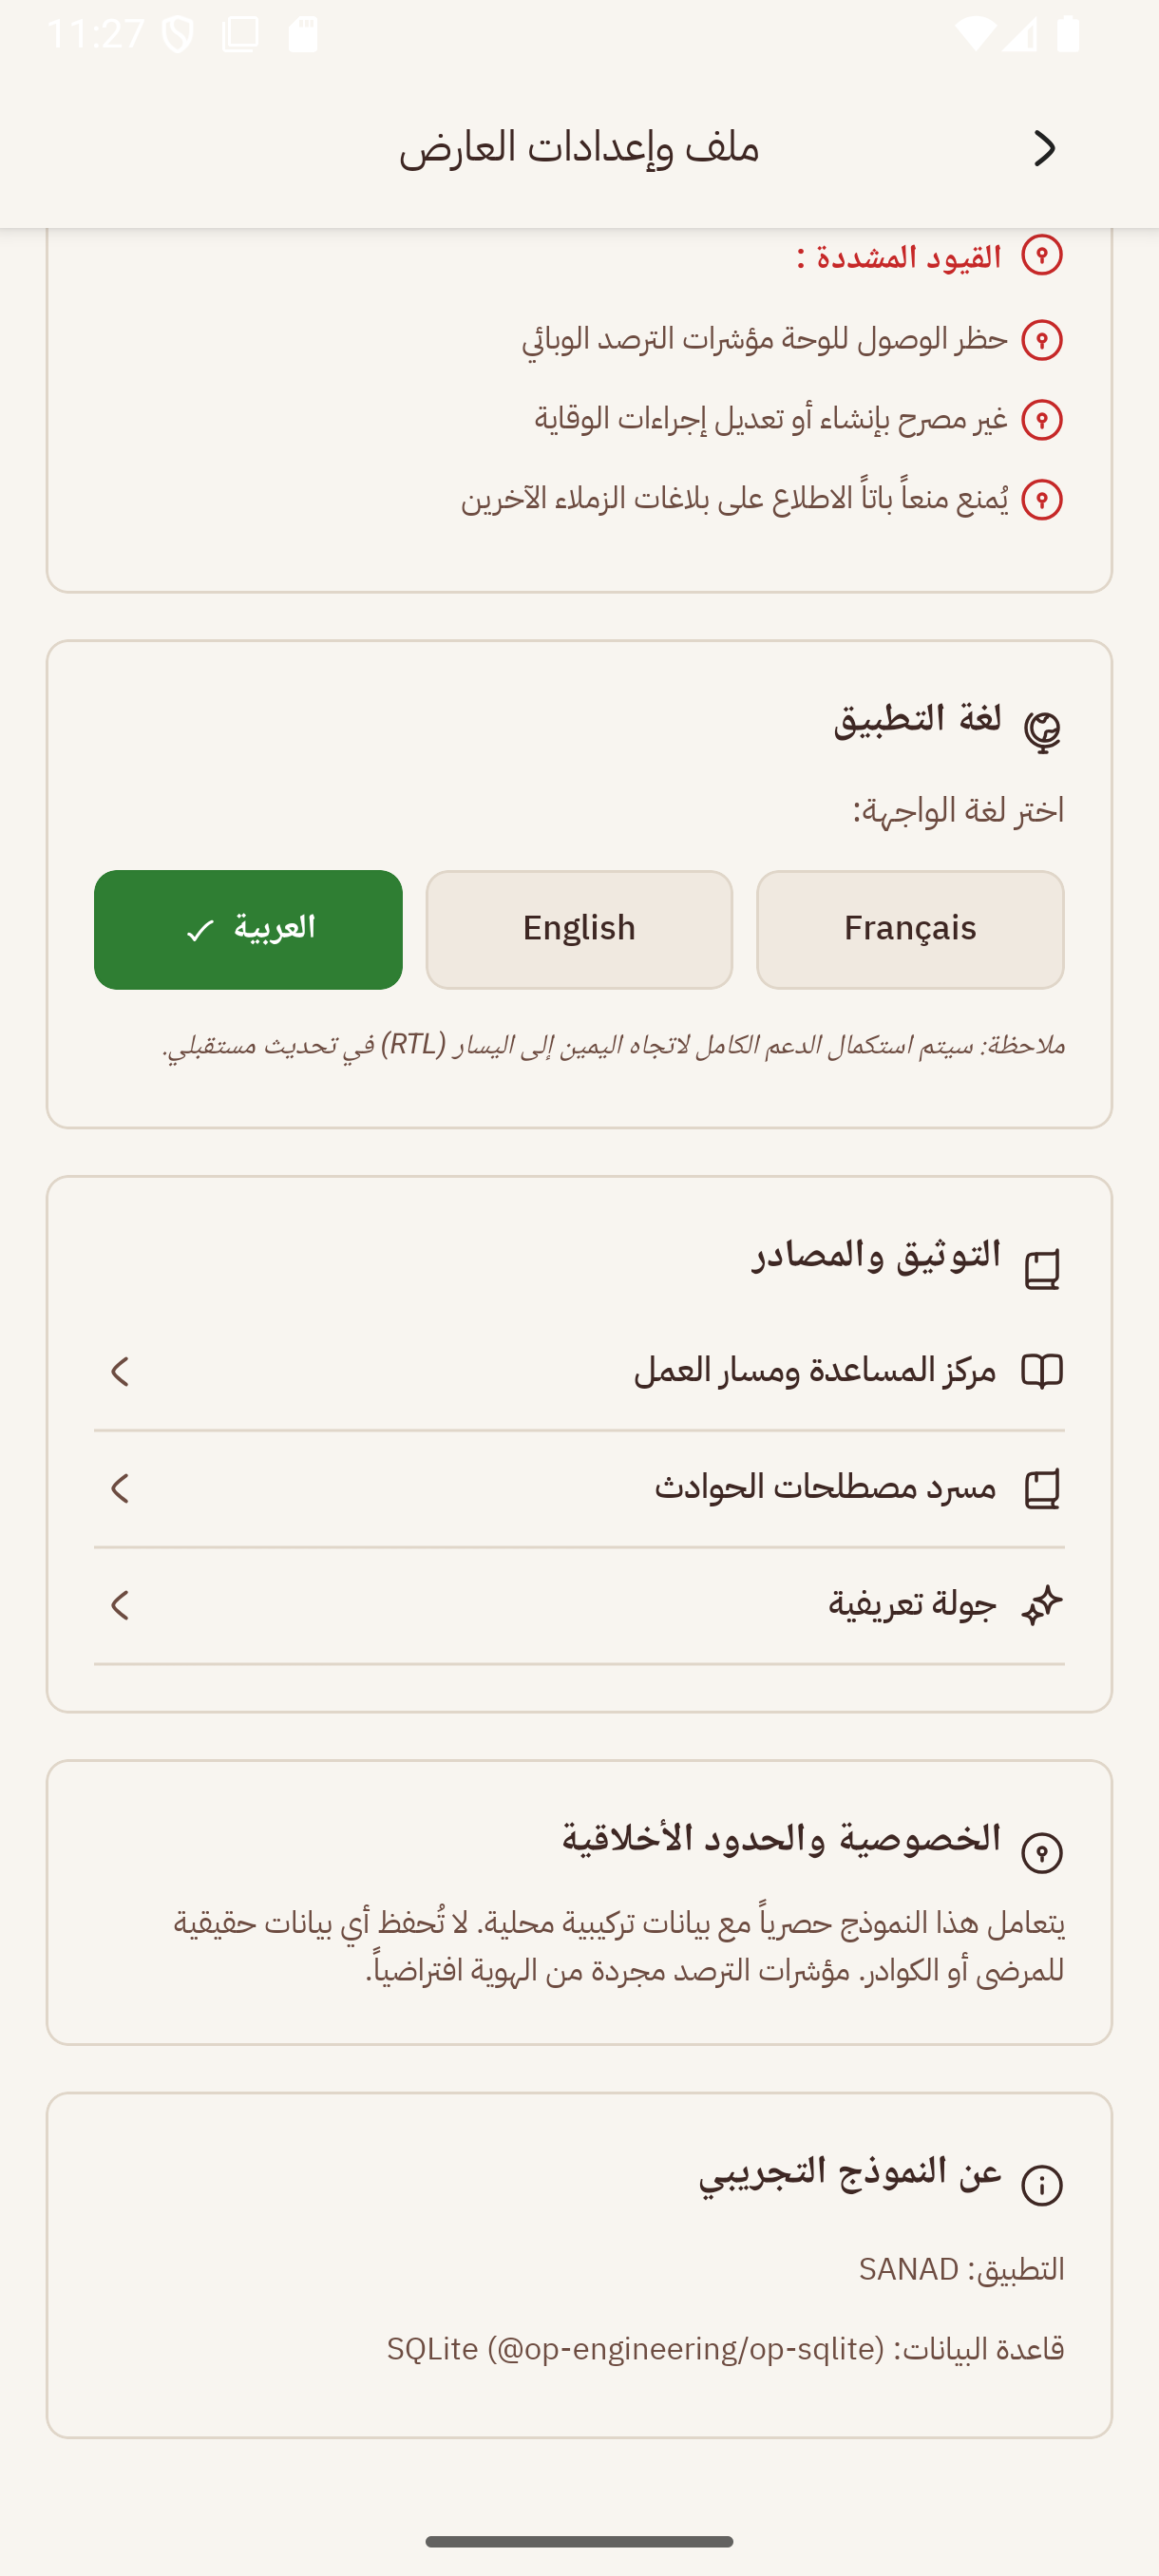 11:27
ملف وإعدادات العارض
القيود المشددة :
حظر الوصول للوحة مؤشرات الترصد الوبائي
غير مصرح بإنشاء أو تعديل إجراءات الوقاية
يُمنع منعاً باتاً الاطلاع على بلاغات الزملاء الآخرين
لغة التطبيق
اختر لغة الواجهة:
Français
English
العربية ✓
ملاحظة: سيتم استكمال الدعم الكامل لاتجاه اليمين إلى اليسار (RTL) في تحديث مستقبلي.
التوثيق والمصادر
مركز المساعدة ومسار العمل
مسرد مصطلحات الحوادث
جولة تعريفية
الخصوصية والحدود الأخلاقية
يتعامل هذا النموذج حصرياً مع بيانات تركيبية محلية. لا تُحفظ أي بيانات حقيقية
للمرضى أو الكوادر. مؤشرات الترصد مجردة من الهوية افتراضياً.
عن النموذج التجريبي
التطبيق: SANAD
قاعدة البيانات: SQLite (@op-engineering/op-sqlite)